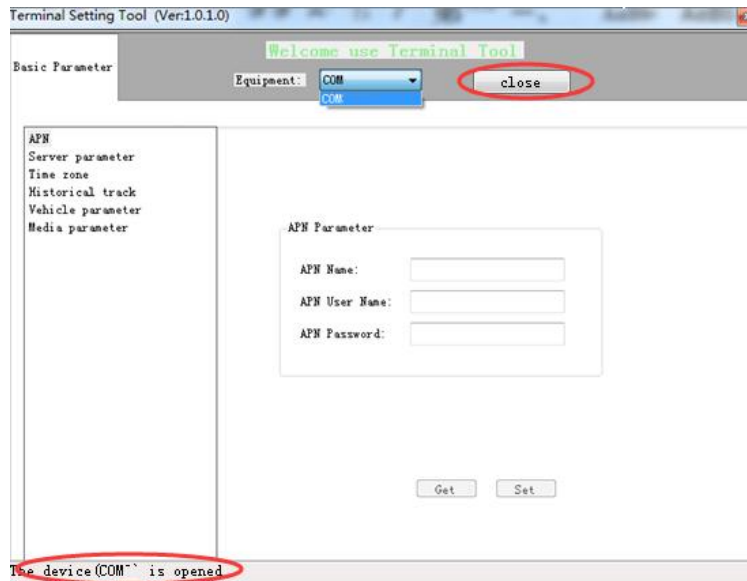 Terminal Setting Tool (Ver:1.0.1.0)
Welcome use Terminal Tool
Basic Parameter
Equipment: COM
close
COM
APN
Server parameter
Time zone
Historical track
Vehicle parameter
Media parameter
APN Parameter
APN Name:
APN User Name:
APN Password:
Get Set
The device(COM is opened